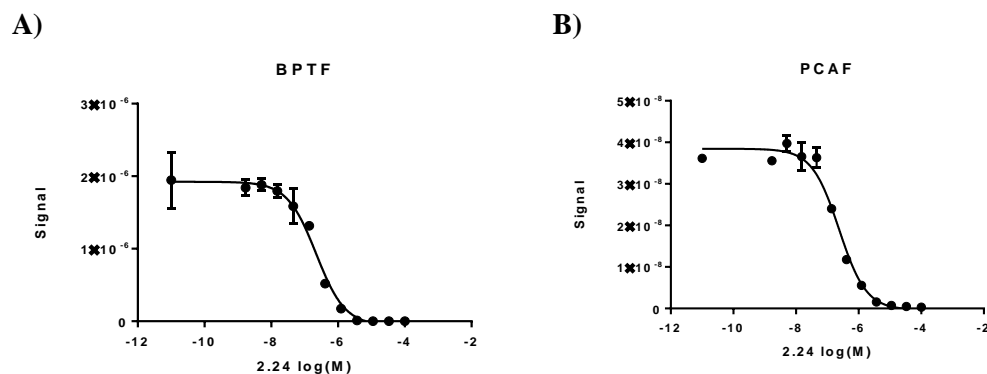 A)
B)
BPTF
PCAF
3✖10 -6
2✖10 -6
1✖10 -6
0
Signal
-12 -10 -8 -6 -4 -2
2.24 log(M)
5✖10 -8
4✖10 -8
3✖10 -8
2✖10 -8
1✖10 -8
0
Signal
-12 -10 -8 -6 -4 -2
2.24 log(M)